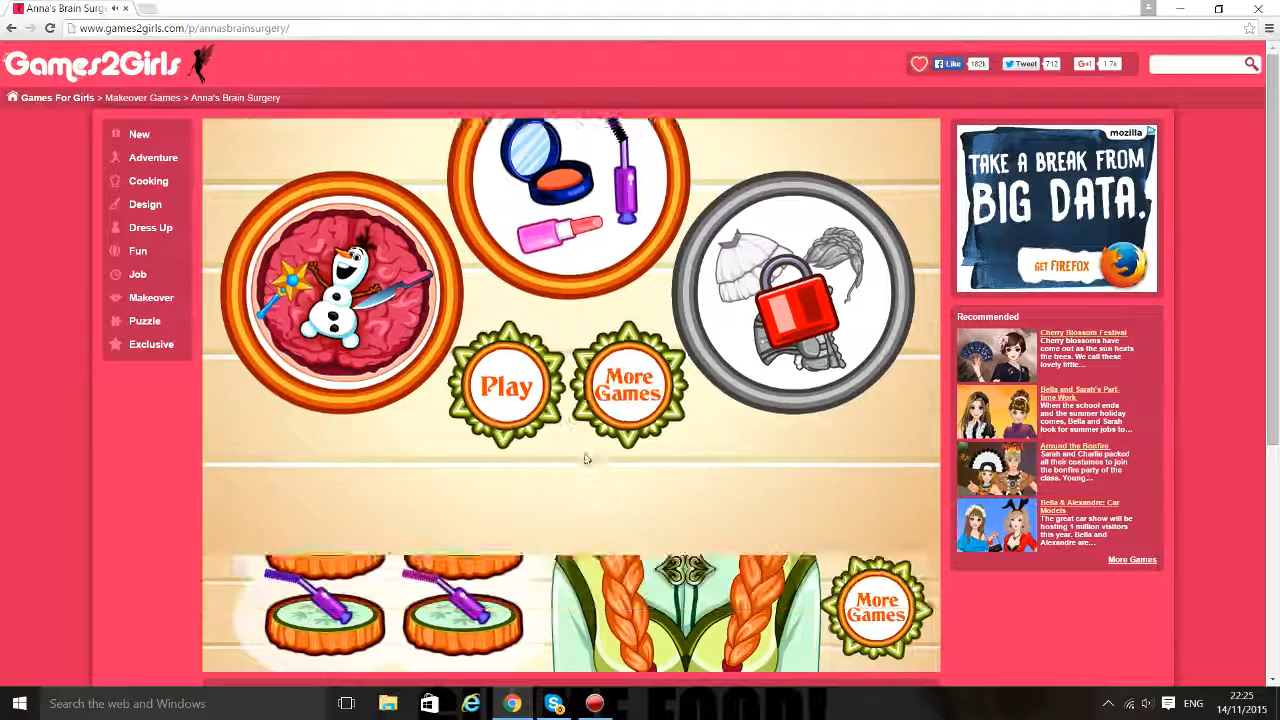 Anna's Brain Surge
www.games2girls.com/p/annasbrainsurgery/
Games2Girls
Like 182k Tweet 712 G+1 1.7k
Games For Girls > Makeover Games > Anna's Brain Surgery
New
Adventure
Cooking
Design
Dress Up
Fun
Job
Makeover
Puzzle
Exclusive
Play
More
Games
More
Games
mozilla
TAKE A BREAK FROM
BIG DATA.
GET FIREFOX
Recommended
Cherry Blossom Festival
Cherry blossoms have
come out as the sun heats
the trees. We call these
lovely little...
Bella and Sarah's Part-
time Work
When the school ends
and the summer holiday
comes, Bella and Sarah
look for summer jobs to...
Around the Bonfire
Sarah and Charlie packed
all their costumes to join
the bonfire party of the
class. Young...
Bella & Alexandre: Car
Models
The great car show will be
hosting 1 million visitors
this year. Bella and
Alexandre are...
More Games
Search the web and Windows
ENG
22:25
14/11/2015